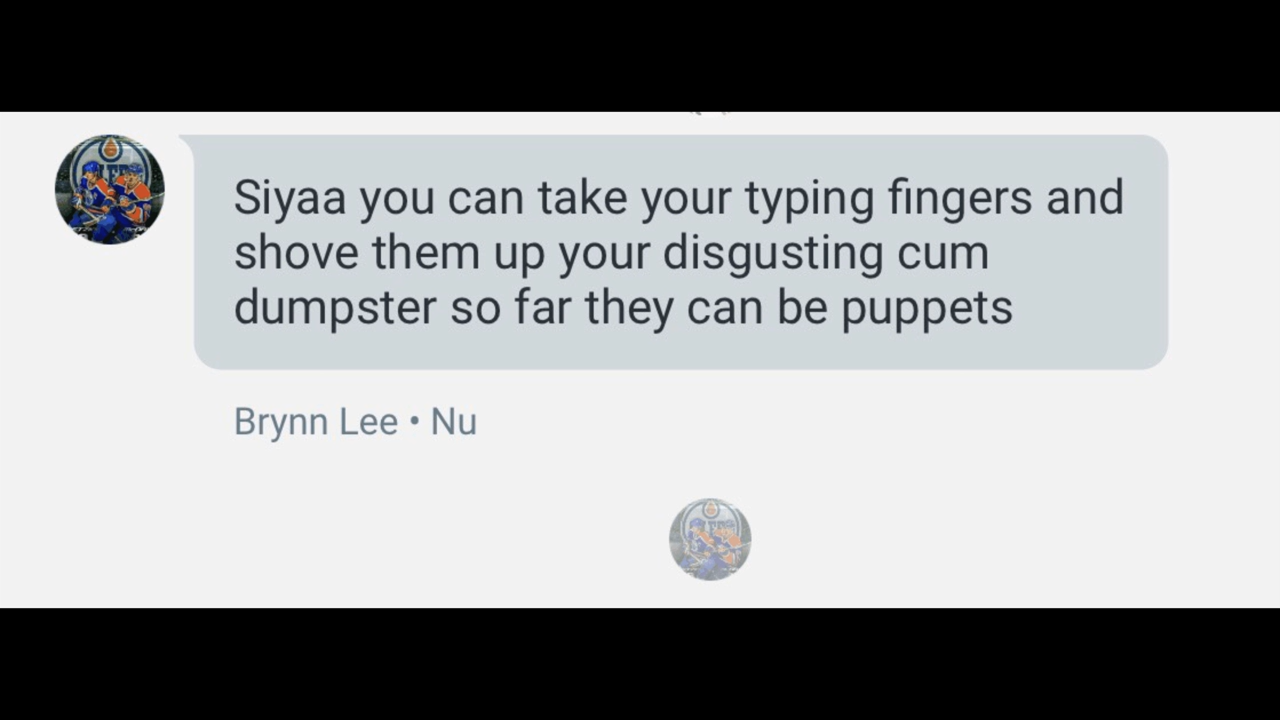 Siyaa you can take your typing fingers and
shove them up your disgusting cum
dumpster so far they can be puppets
Brynn Lee • Nu